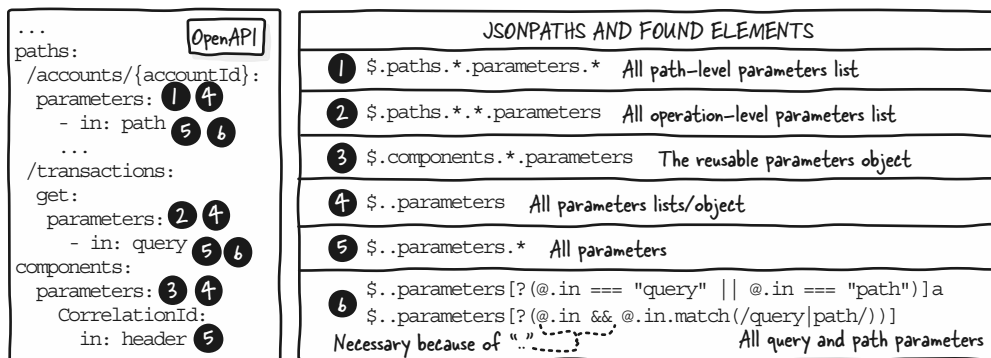 ...
OpenAPI
paths:
/accounts/{accountId}:
parameters: 1 4
- in: path 5 6
...
/transactions:
get:
parameters: 2 4
- in: query 5 6
components:
parameters: 3 4
CorrelationId:
in: header 5
JSONPATHS AND FOUND ELEMENTS
1 $.paths.*.parameters.* All path-level parameters list
2 $.paths.*.*.parameters All operation-level parameters list
3 $.components.*.parameters The reusable parameters object
4 $..parameters All parameters lists/object
5 $..parameters.* All parameters
6 $..parameters[?(@.in === "query" || @.in === "path")]a
$..parameters[?(@.in && @.in.match(/query|path/))]
Necessary because of ".." All query and path parameters